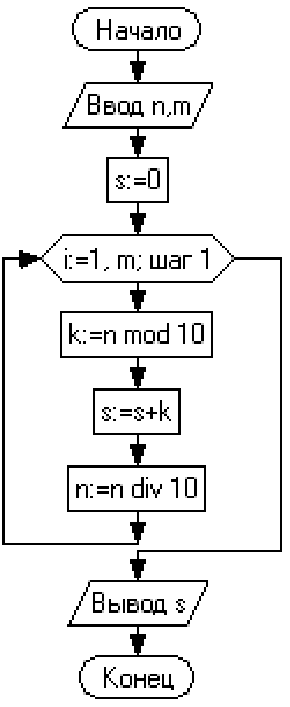 Начало
Ввод n,m
s:=0
i:=1, m; шаг 1
k:=n mod 10
s:=s+k
n:=n div 10
Вывод s
Конец